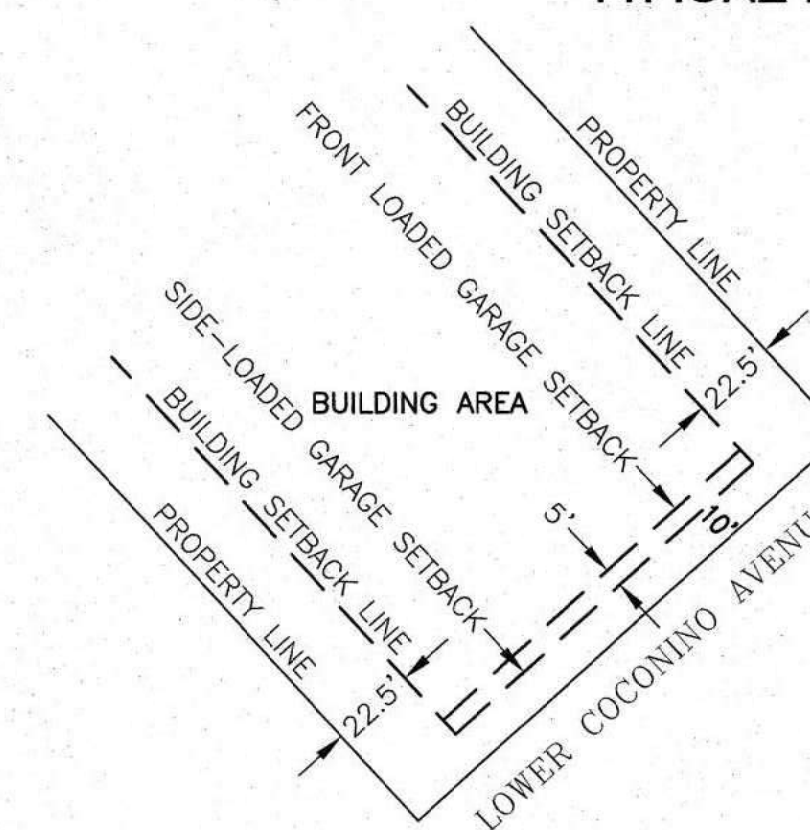 PROPERTY LINE
BUILDING SETBACK LINE
FRONT LOADED GARAGE SETBACK
22.5'
BUILDING AREA
SIDE-LOADED GARAGE SETBACK
BUILDING SETBACK LINE
PROPERTY LINE
5'
10'
22.5'
LOWER COCONINO AVENU